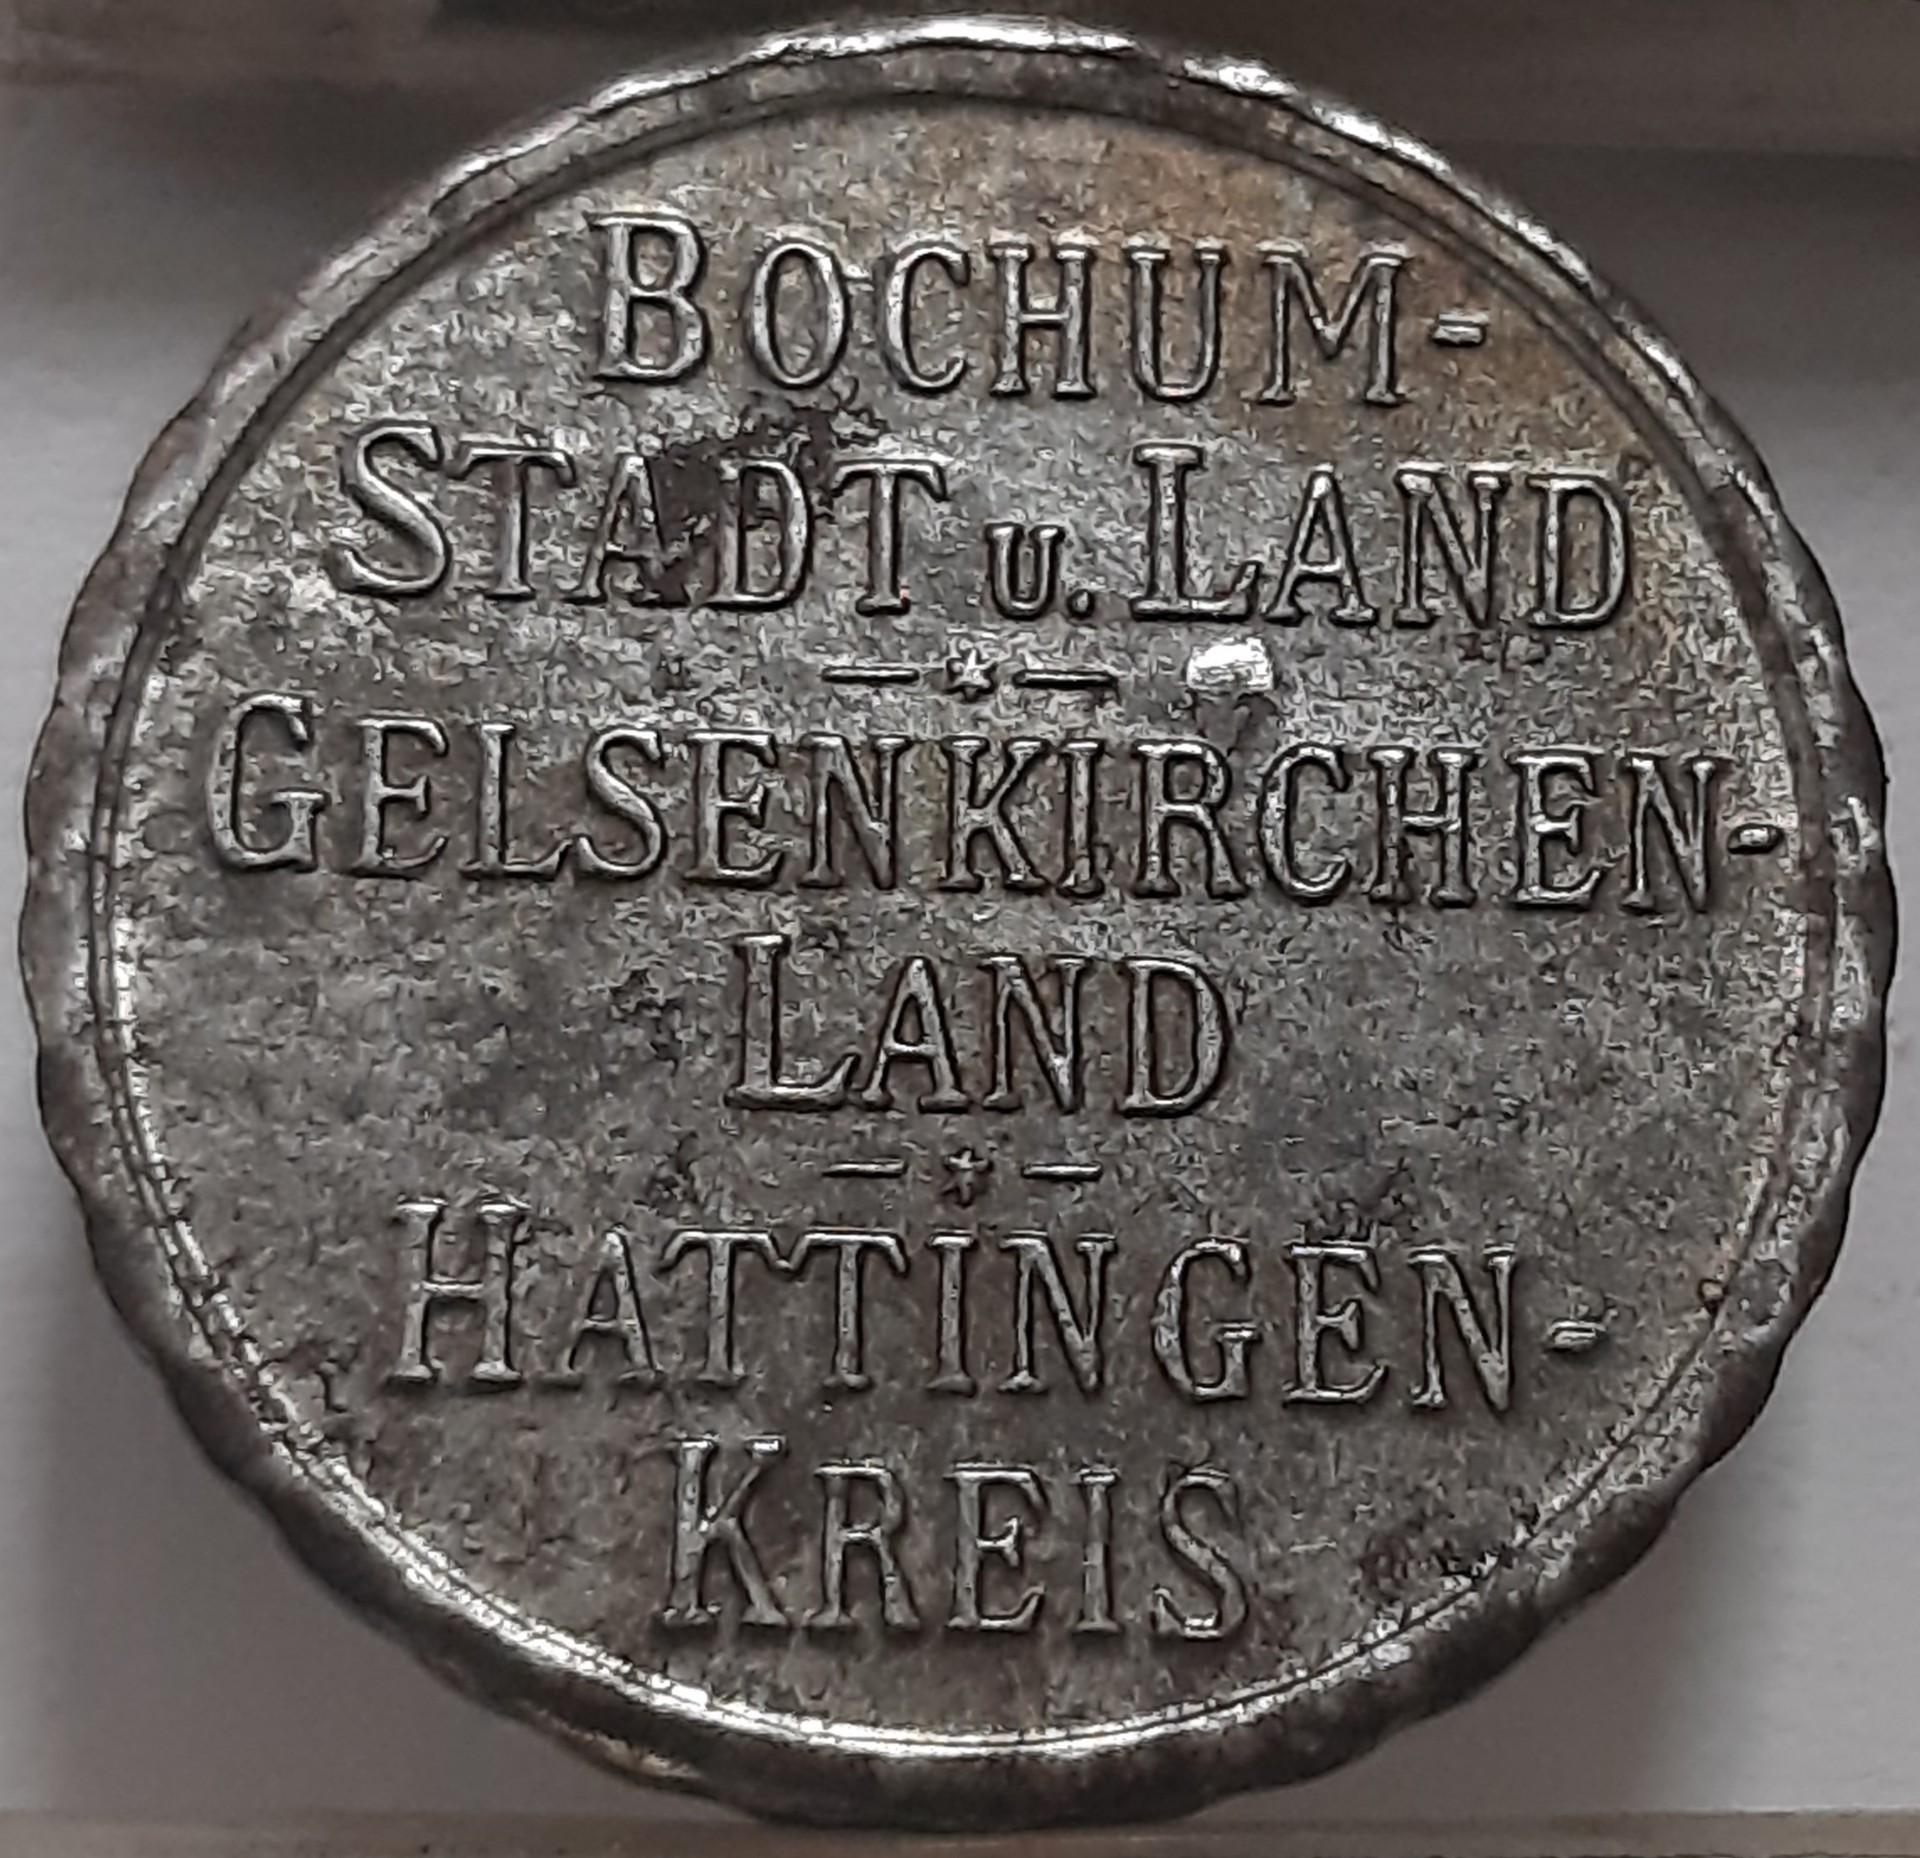 BOCHUM-
STADT u. LAND
GELSENKIRCHEN-
LAND
HATTINGEN-
KREIS